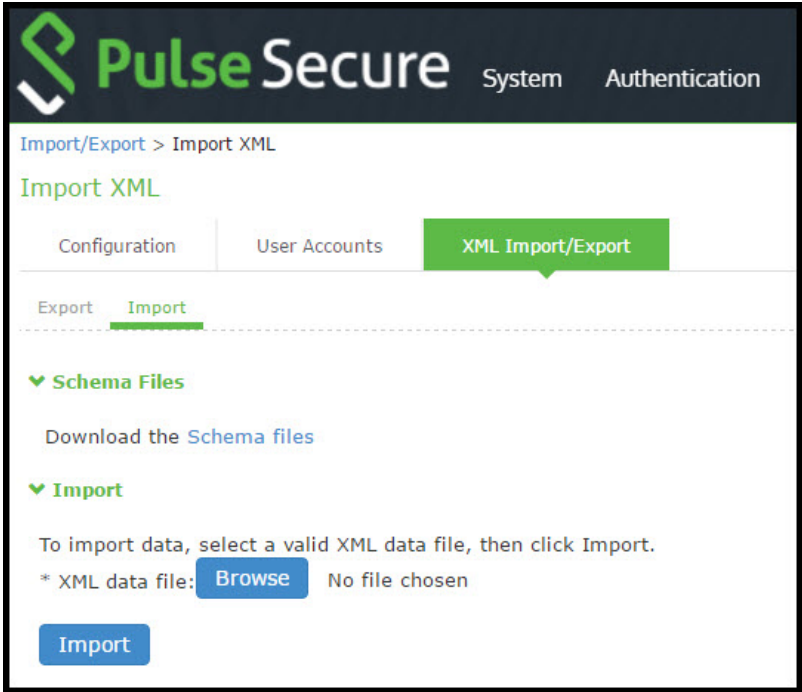 Pulse Secure System Authentication
Import/Export > Import XML
Import XML
Configuration User Accounts XML Import/Export
Export Import
Schema Files
Download the Schema files
Import
To import data, select a valid XML data file, then click Import.
* XML data file: Browse No file chosen
Import